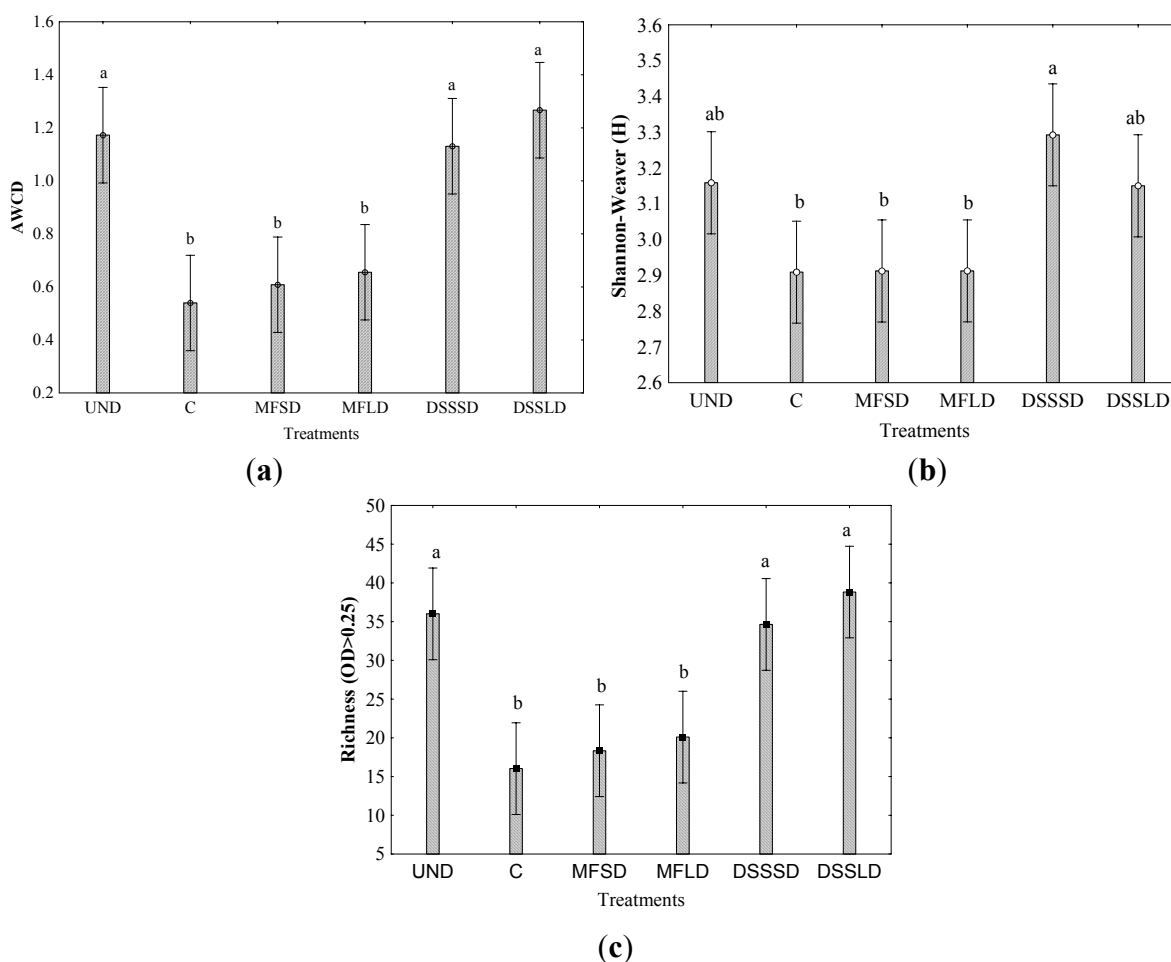 1.6
1.4
1.2
1.0
0.8
0.6
0.4
0.2
AWCD
a
b
b
b
a
a
UND C MFSD MFLD DSSSD DSSLD
Treatments
(a)
3.6
3.5
3.4
3.3
3.2
3.1
3.0
2.9
2.8
2.7
2.6
Shannon-Weaver (H)
ab
b
b
b
a
ab
UND C MFSD MFLD DSSSD DSSLD
Treatments
(b)
50
45
40
35
30
25
20
15
10
5
Richness (OD>0.25)
a
b
b
b
a
a
UND C MFSD MFLD DSSSD DSSLD
Treatments
(c)